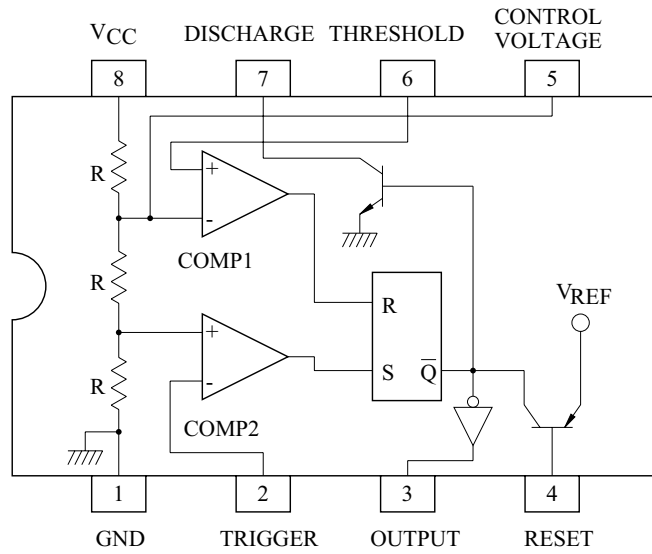 VCC DISCHARGE THRESHOLD CONTROL VOLTAGE
8 7 6 5
R
+
-
COMP1
R
R
VREF
+
-
S Q̅
R
COMP2
1 2 3 4
GND TRIGGER OUTPUT RESET